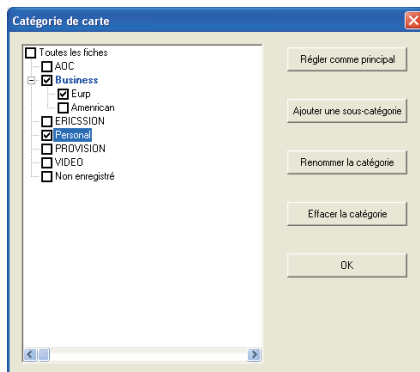 Catégorie de carte
Toutes les fiches
AOC
Business
Eurp
Amenrican
ERICSSION
Personal
PROVISION
VIDEO
Non enregistré
Régler comme principal
Ajouter une sous-catégorie
Renommer la catégorie
Effacer la catégorie
OK